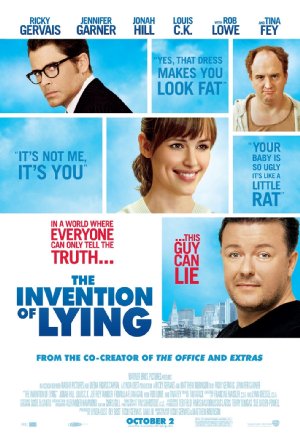 RICKY GERVAIS
JENNIFER GARNER
JONAH HILL
LOUIS C.K.
WITH ROB LOWE
AND TINA FEY
"YES, THAT DRESS
MAKES YOU
LOOK FAT"
"IT'S NOT ME,
IT'S YOU"
"YOUR
BABY IS
SO UGLY
IT'S LIKE A
LITTLE
RAT"
IN A WORLD WHERE
EVERYONE
CAN ONLY TELL THE
TRUTH...
...THIS
GUY CAN
LIE
THE
INVENTION
OF LYING
FROM THE CO-CREATOR OF THE OFFICE AND EXTRAS
OCTOBER 2